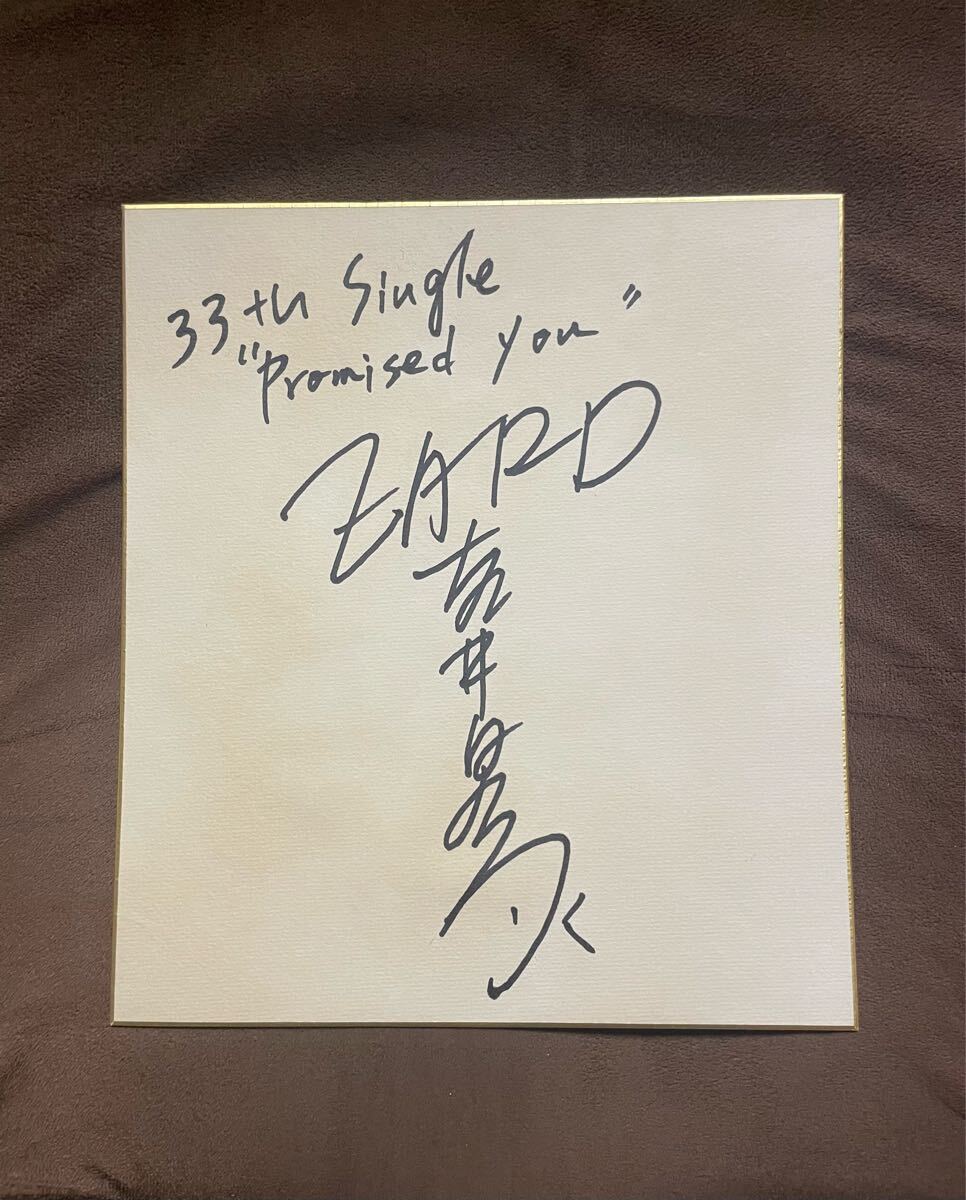 33th Single
"Promised you"
ZARD
坂井泉水